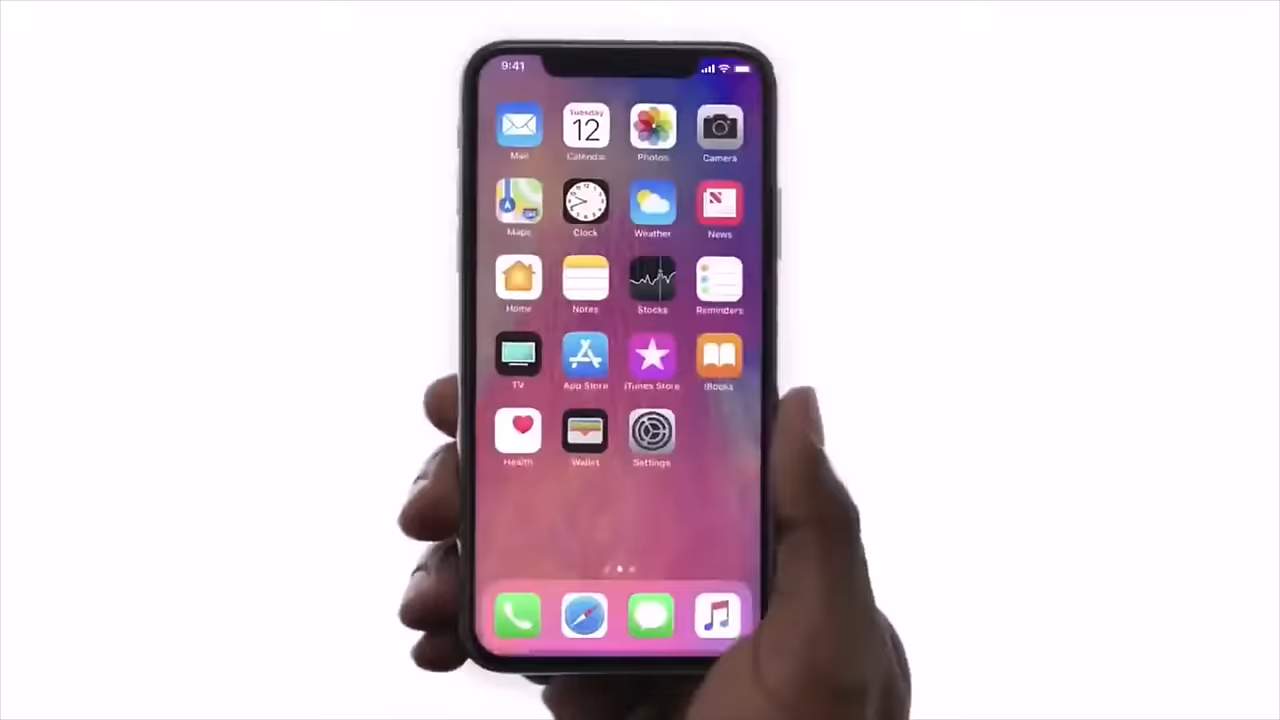 9:41
Tuesday
12
Mail
Calendar
Photos
Camera
Maps
Clock
Weather
News
Home
Notes
Stocks
Reminders
TV
App Store
iTunes Store
iBooks
Health
Wallet
Settings